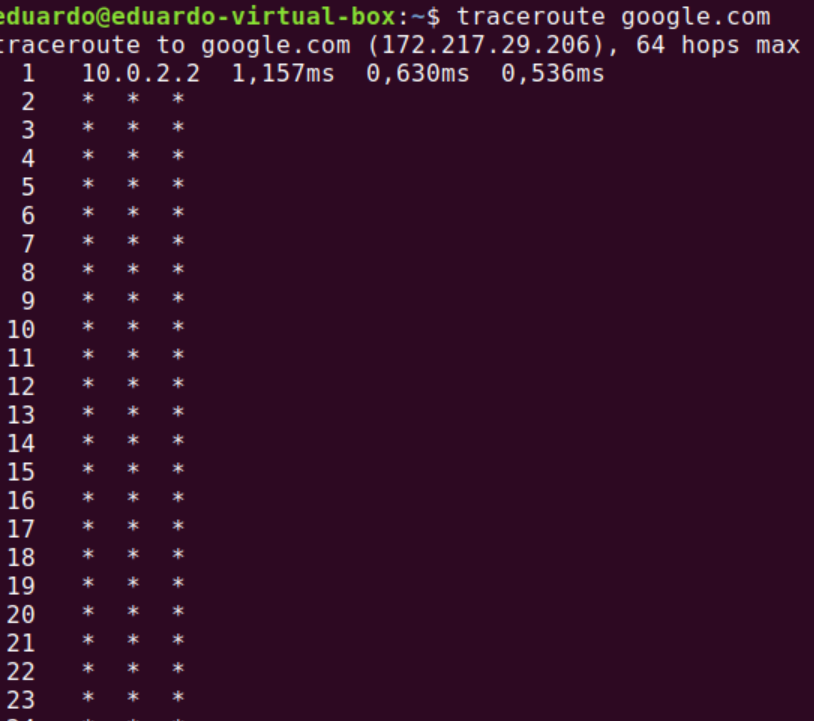 eduardo@eduardo-virtual-box:~$ traceroute google.com
traceroute to google.com (172.217.29.206), 64 hops max
1 10.0.2.2 1,157ms 0,630ms 0,536ms
2 * * *
3 * * *
4 * * *
5 * * *
6 * * *
7 * * *
8 * * *
9 * * *
10 * * *
11 * * *
12 * * *
13 * * *
14 * * *
15 * * *
16 * * *
17 * * *
18 * * *
19 * * *
20 * * *
21 * * *
22 * * *
23 * * *